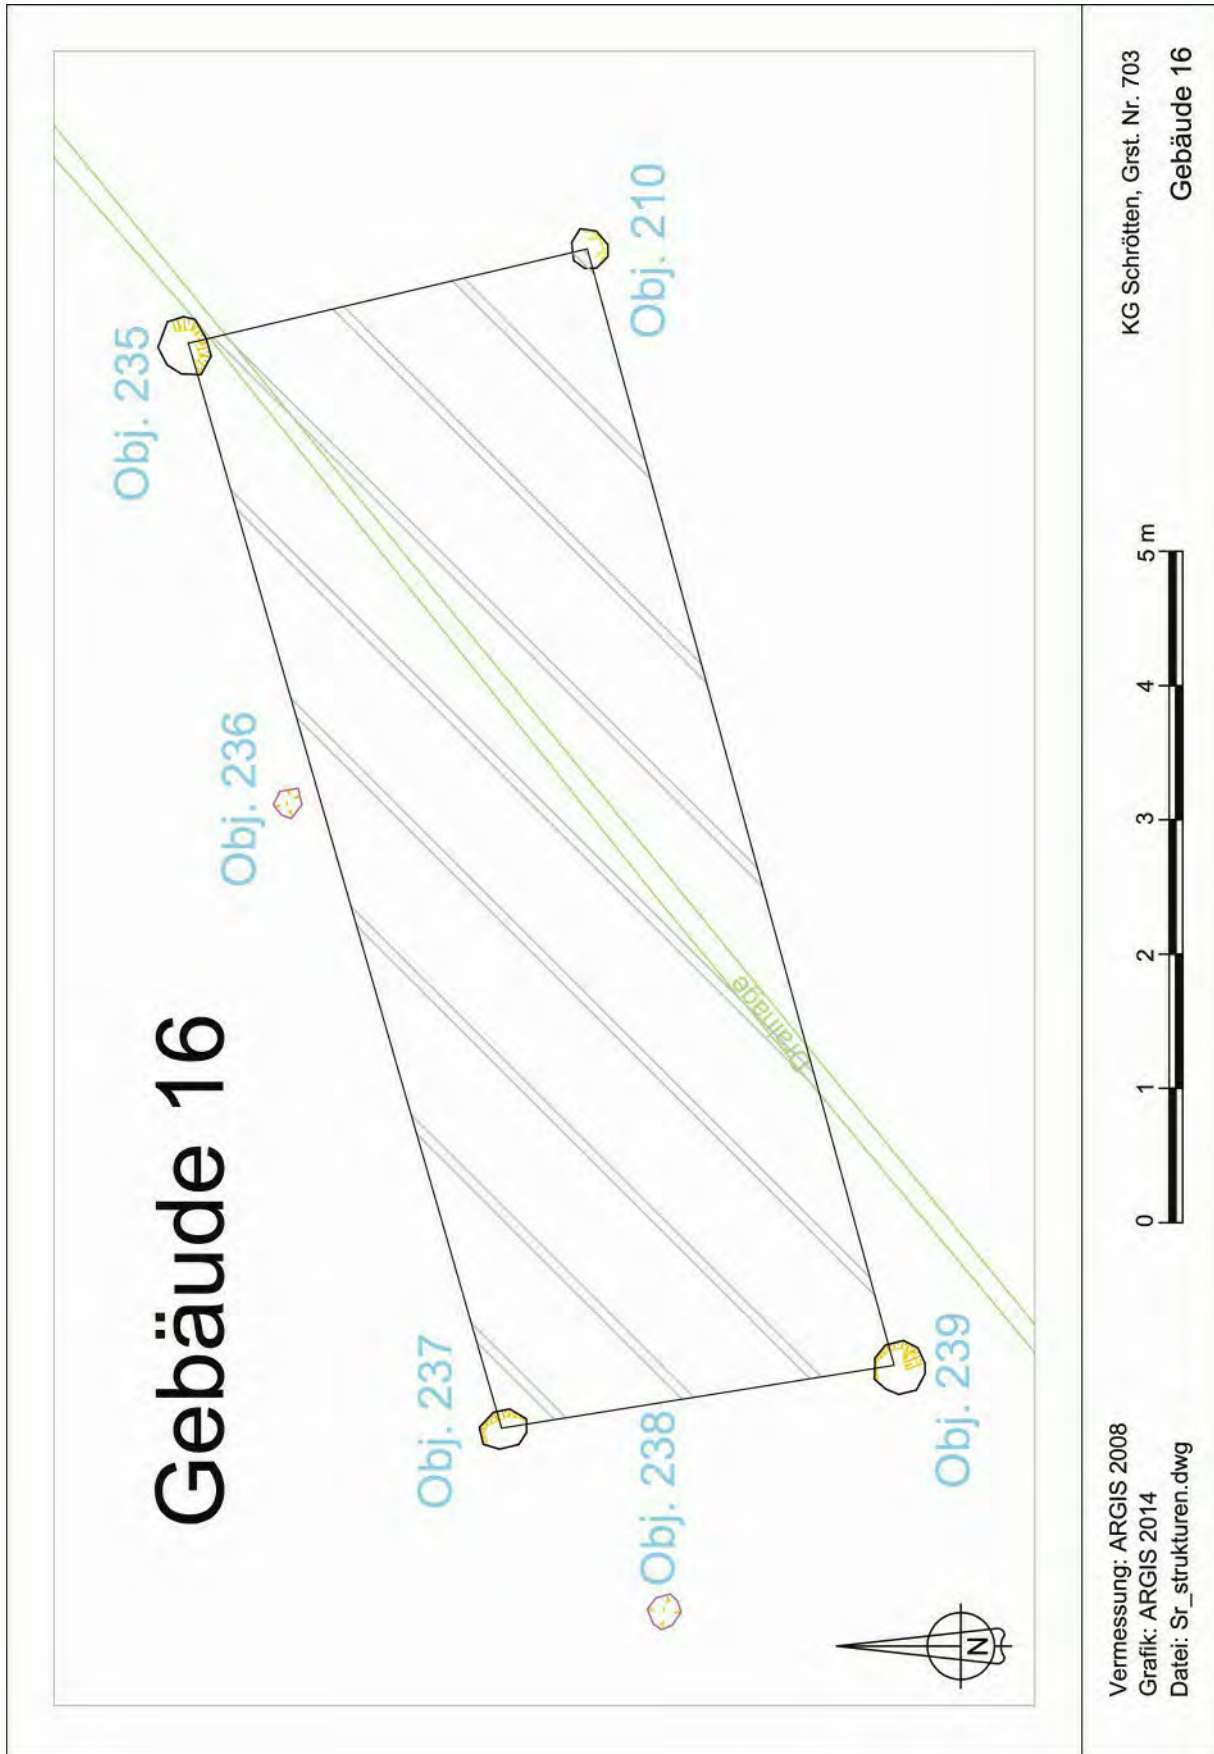 Gebäude 16
Obj. 235
Obj. 236
Obj. 237
Obj. 210
Obj. 238
Obj. 239
Drainage
N
Vermessung: ARGIS 2008
Grafik: ARGIS 2014
Datei: Sr_strukturen.dwg
0 1 2 3 4 5 m
KG Schrötten, Grst. Nr. 703
Gebäude 16